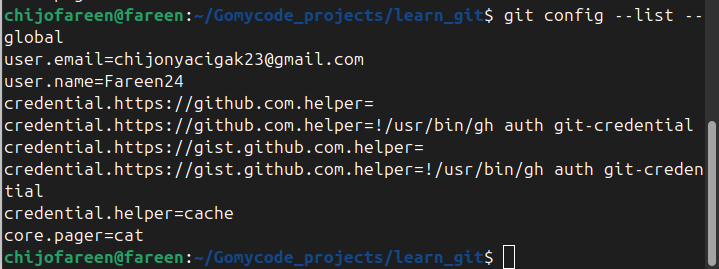 chijofareen@fareen:~/Gomycode_projects/learn_git$ git config --list --
global
user.email=chijonyacigak23@gmail.com
user.name=Fareen24
credential.https://github.com.helper=
credential.https://github.com.helper=!/usr/bin/gh auth git-credential
credential.https://gist.github.com.helper=
credential.https://gist.github.com.helper=!/usr/bin/gh auth git-creden
tial
credential.helper=cache
core.pager=cat
chijofareen@fareen:~/Gomycode_projects/learn_git$